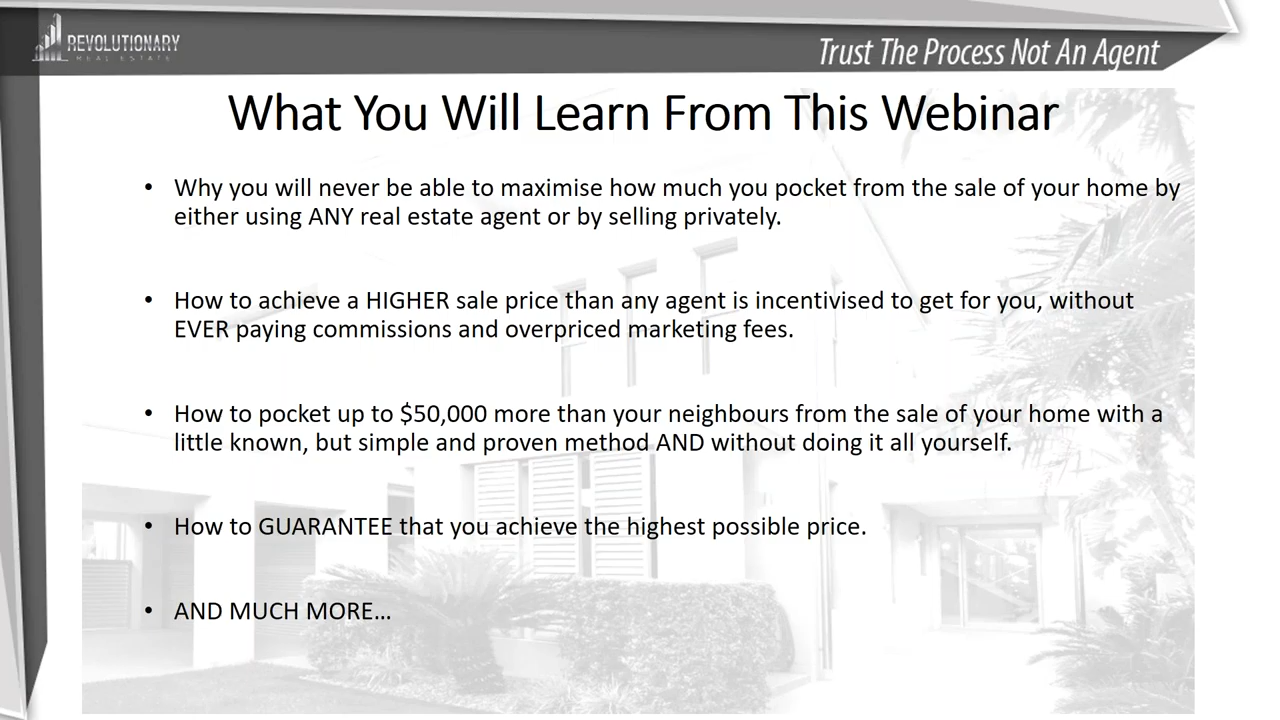 REVOLUTIONARY
REAL ESTATE
Trust The Process Not An Agent
What You Will Learn From This Webinar
• Why you will never be able to maximise how much you pocket from the sale of your home by
either using ANY real estate agent or by selling privately.
• How to achieve a HIGHER sale price than any agent is incentivised to get for you, without
EVER paying commissions and overpriced marketing fees.
• How to pocket up to $50,000 more than your neighbours from the sale of your home with a
little known, but simple and proven method AND without doing it all yourself.
• How to GUARANTEE that you achieve the highest possible price.
• AND MUCH MORE…